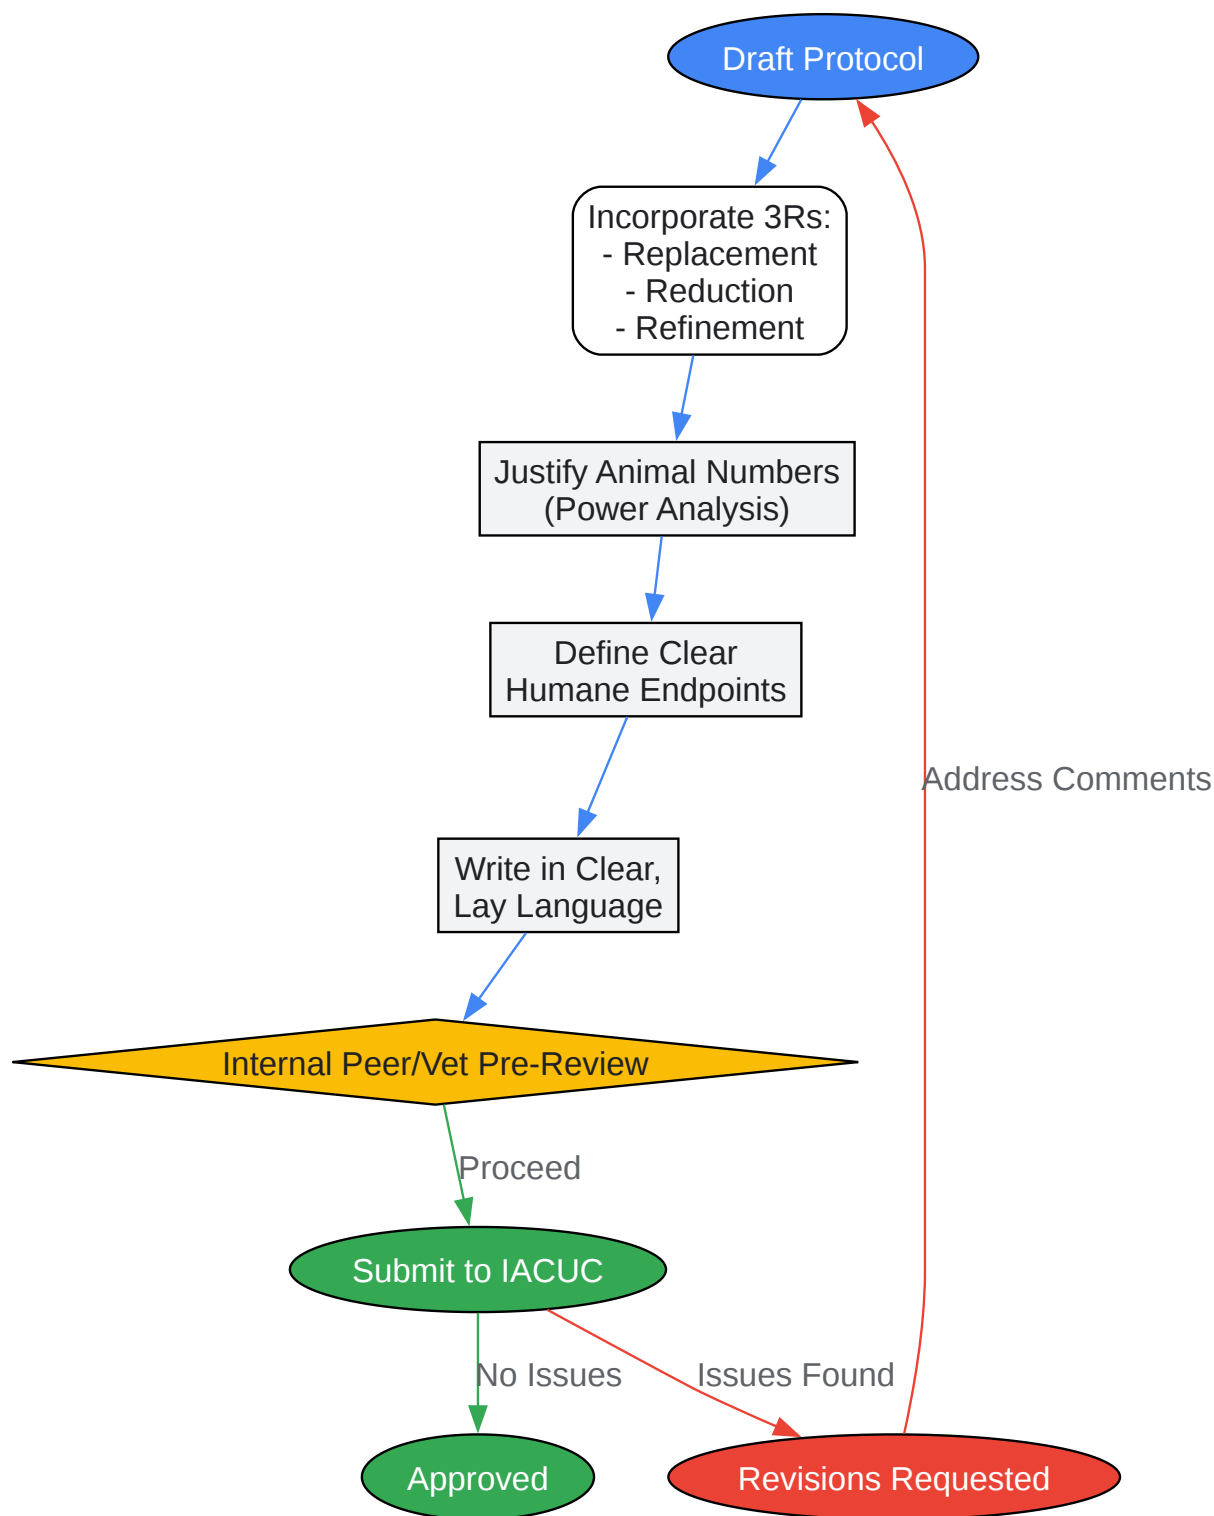 Draft Protocol
Incorporate 3Rs:
- Replacement
- Reduction
- Refinement
Justify Animal Numbers
(Power Analysis)
Define Clear
Humane Endpoints
Address Comments
Write in Clear,
Lay Language
Internal Peer/Vet Pre-Review
Proceed
Submit to IACUC
No Issues
Issues Found
Approved
Revisions Requested